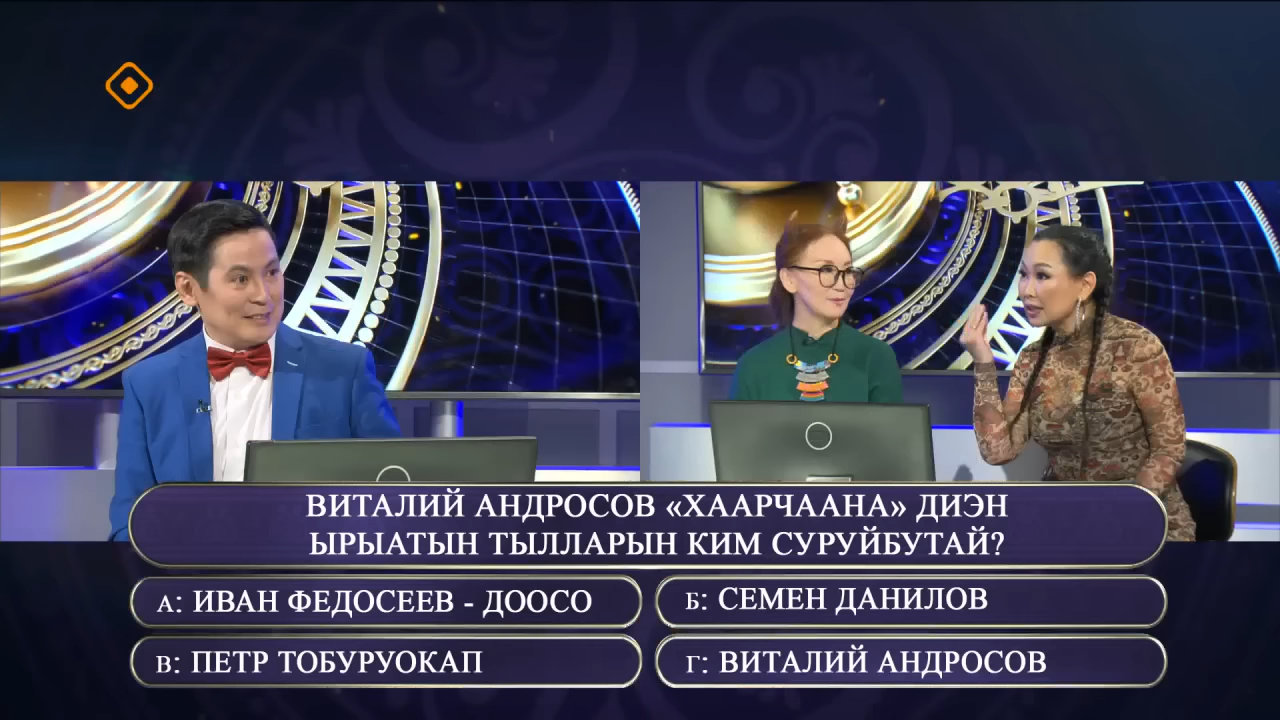 ВИТАЛИЙ АНДРОСОВ «ХААРЧААНА» ДИЭН
ЫРЫАТЫН ТЫЛЛАРЫН КИМ СУРУЙБУТАЙ?
А: ИВАН ФЕДОСЕЕВ - ДООСО
Б: СЕМЕН ДАНИЛОВ
В: ПЕТР ТОБУРУОКАП
Г: ВИТАЛИЙ АНДРОСОВ